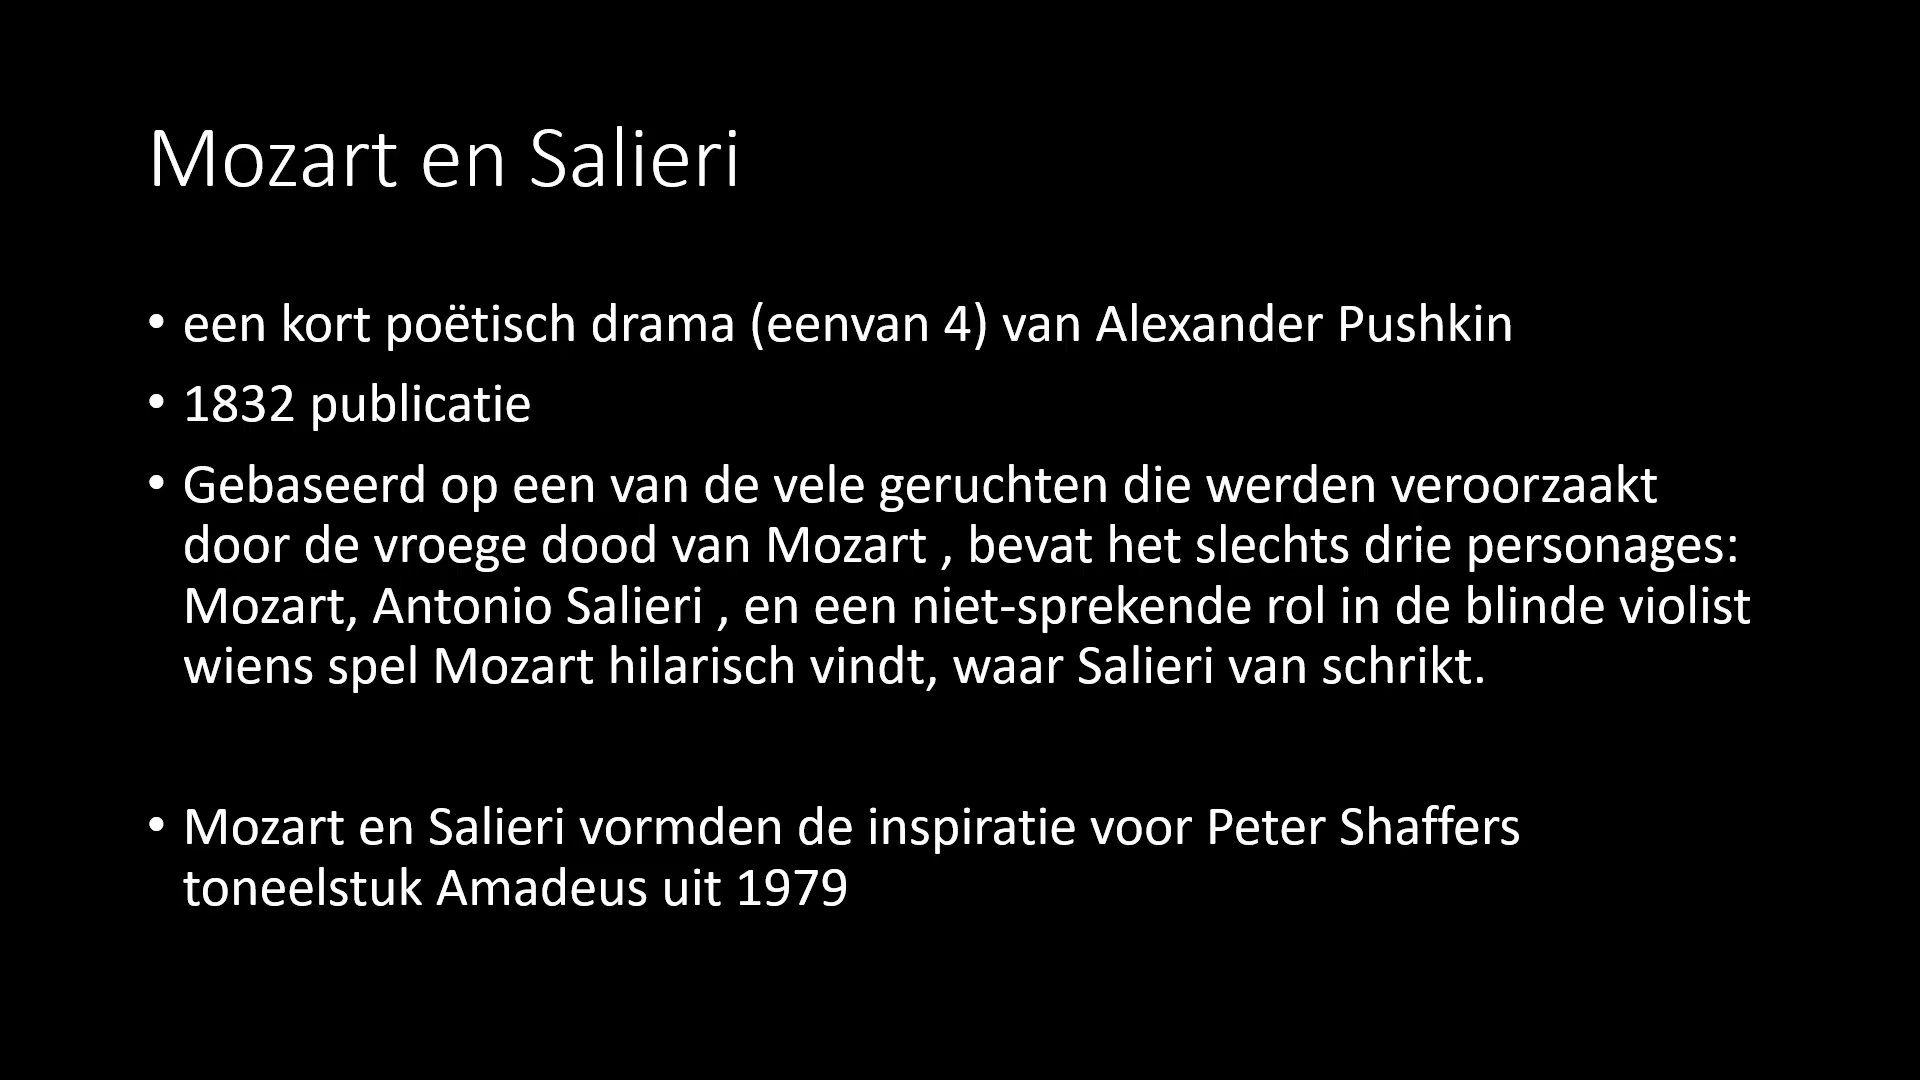 Mozart en Salieri
• een kort poëtisch drama (eenvan 4) van Alexander Pushkin
• 1832 publicatie
• Gebaseerd op een van de vele geruchten die werden veroorzaakt
door de vroege dood van Mozart , bevat het slechts drie personages:
Mozart, Antonio Salieri , en een niet-sprekende rol in de blinde violist
wiens spel Mozart hilarisch vindt, waar Salieri van schrikt.
• Mozart en Salieri vormden de inspiratie voor Peter Shaffers
toneelstuk Amadeus uit 1979